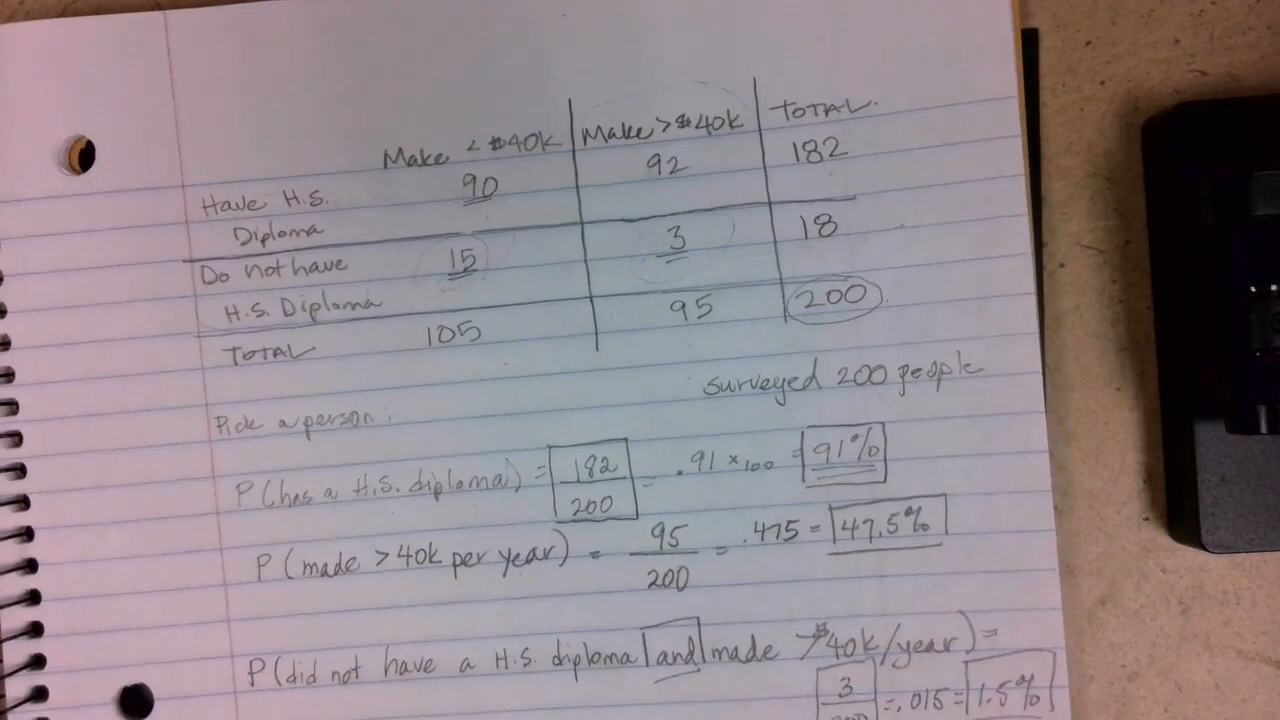 Make < $40K Make > $40K TOTAL.
Have H.S. Diploma 90 92 182
Do not have H.S. Diploma 15 3 18
TOTAL 105 95 200
surveyed 200 people
Pick a person:
P(has a H.S. diploma) = 182/200 = .91 × 100 = 91%
P(made > 40k per year) = 95/200 = .475 = 47.5%
P(did not have a H.S. diploma and made > $40k/year) =
3/200 = .015 = 1.5%